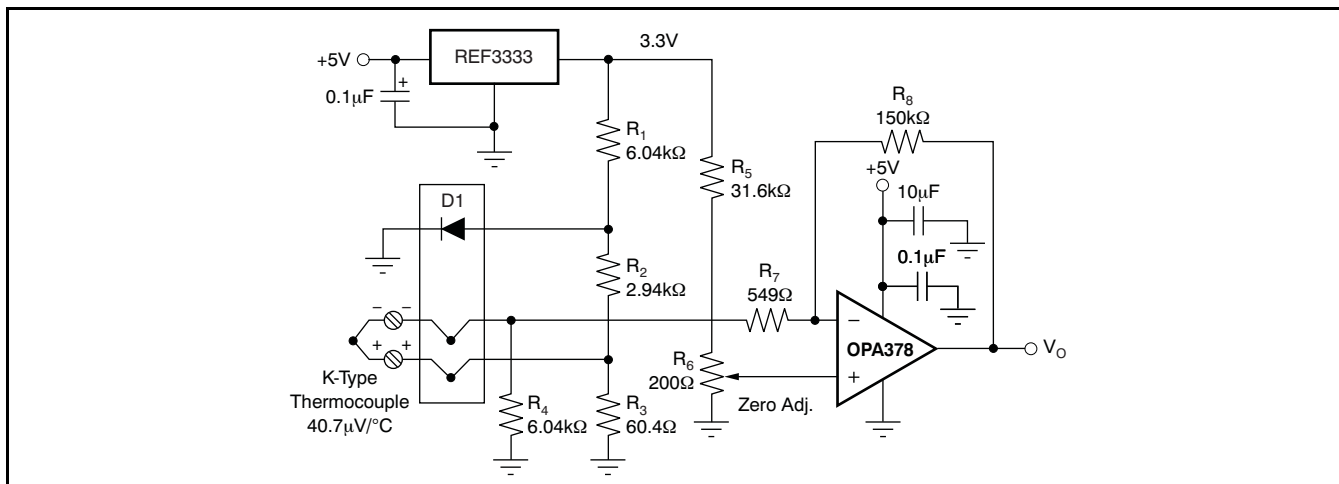 +5V
REF3333
3.3V
+
0.1µF
R1
6.04kΩ
R5
31.6kΩ
R8
150kΩ
+5V
10µF
0.1µF
D1
R2
2.94kΩ
R7
549Ω
− −
+ +
K-Type
Thermocouple
40.7µV/°C
R4
6.04kΩ
R3
60.4Ω
R6
200Ω
Zero Adj.
−
OPA378
+
VO